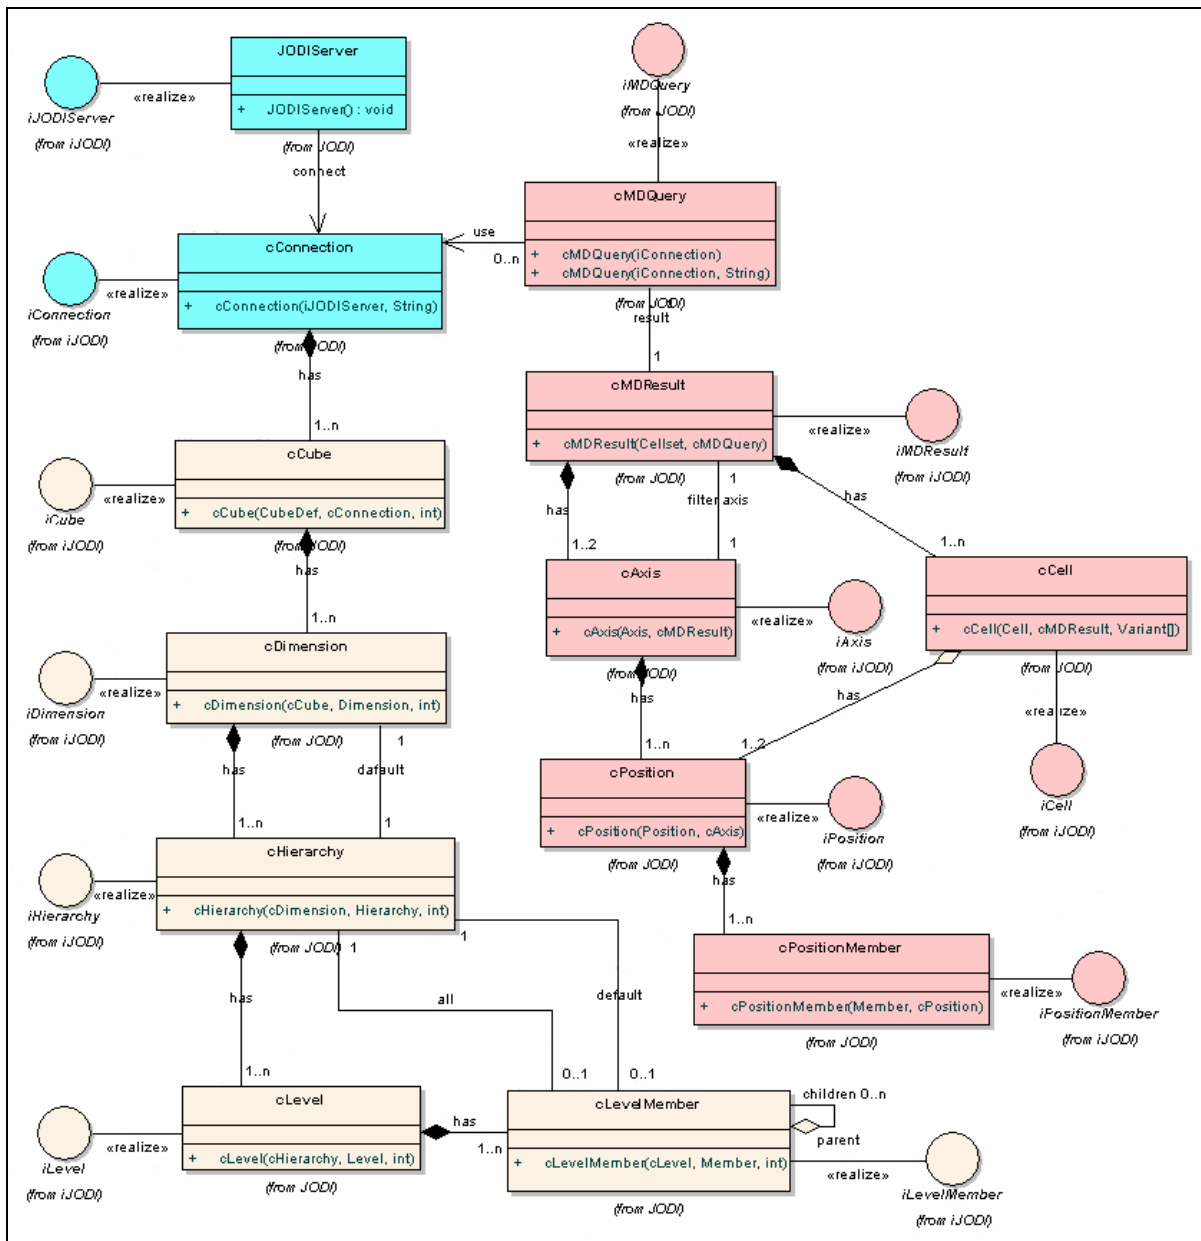 JODIServer
+ JODIServer() : void
(from JODI)
«realize»
iJODIServer
(from iJODI)
connect
iMDQuery
(from JODI)
«realize»
cMDQuery
+ cMDQuery(iConnection)
+ cMDQuery(iConnection, String)
(from JODI)
use
0..n
result
1
cConnection
+ cConnection(iJODIServer, String)
(from JODI)
«realize»
iConnection
(from iJODI)
has
1..n
cMDResult
+ cMDResult(Cellset, cMDQuery)
(from JODI)
«realize»
iMDResult
(from iJODI)
has
1..2
1
filter axis
1
has
1..n
cCube
+ cCube(CubeDef, cConnection, int)
(from JODI)
«realize»
iCube
(from iJODI)
has
1..n
cAxis
+ cAxis(Axis, cMDResult)
(from JODI)
«realize»
iAxis
(from iJODI)
has
1..n
cCell
+ cCell(Cell, cMDResult, Variant[])
(from JODI)
has
1..2
«realize»
iCell
(from iJODI)
cDimension
+ cDimension(cCube, Dimension, int)
(from JODI)
«realize»
iDimension
(from iJODI)
has
1..n
1
dafault
1
cPosition
+ cPosition(Position, cAxis)
(from JODI)
«realize»
iPosition
(from iJODI)
has
1..n
cHierarchy
+ cHierarchy(cDimension, Hierarchy, int)
(from JODI)
«realize»
iHierarchy
(from iJODI)
has
1..n
1
all
0..1
1
default
0..1
cPositionMember
+ cPositionMember(Member, cPosition)
(from JODI)
«realize»
iPositionMember
(from iJODI)
cLevel
+ cLevel(cHierarchy, Level, int)
(from JODI)
«realize»
iLevel
(from iJODI)
has
1..n
cLevelMember
+ cLevelMember(cLevel, Member, int)
(from JODI)
children 0..n
parent
«realize»
iLevelMember
(from iJODI)